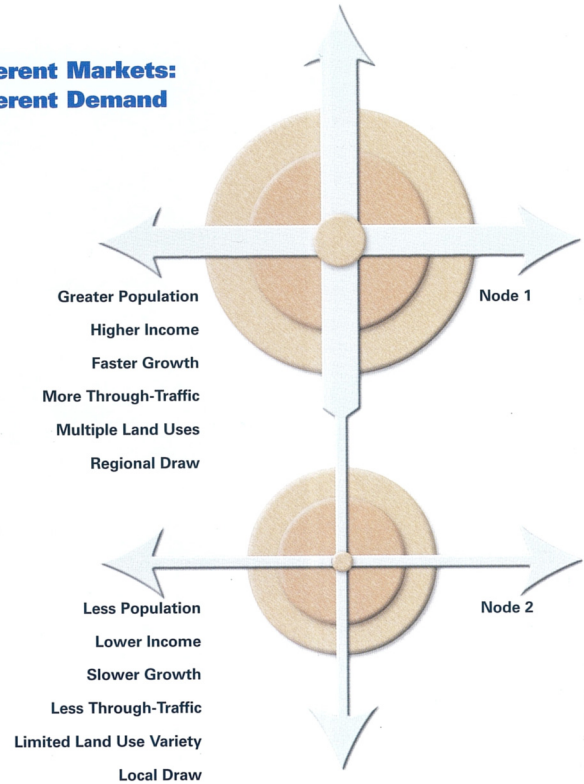 erent Markets:
erent Demand
Greater Population
Node 1
Higher Income
Faster Growth
More Through-Traffic
Multiple Land Uses
Regional Draw
Less Population
Node 2
Lower Income
Slower Growth
Less Through-Traffic
Limited Land Use Variety
Local Draw